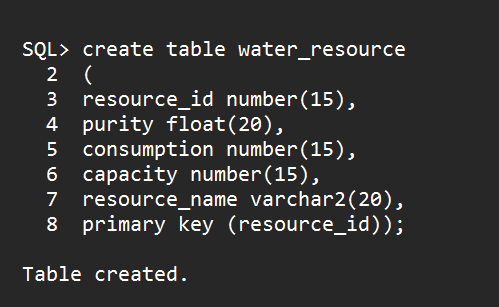 SQL> create table water_resource
2 (
3 resource_id number(15),
4 purity float(20),
5 consumption number(15),
6 capacity number(15),
7 resource_name varchar2(20),
8 primary key (resource_id));
Table created.